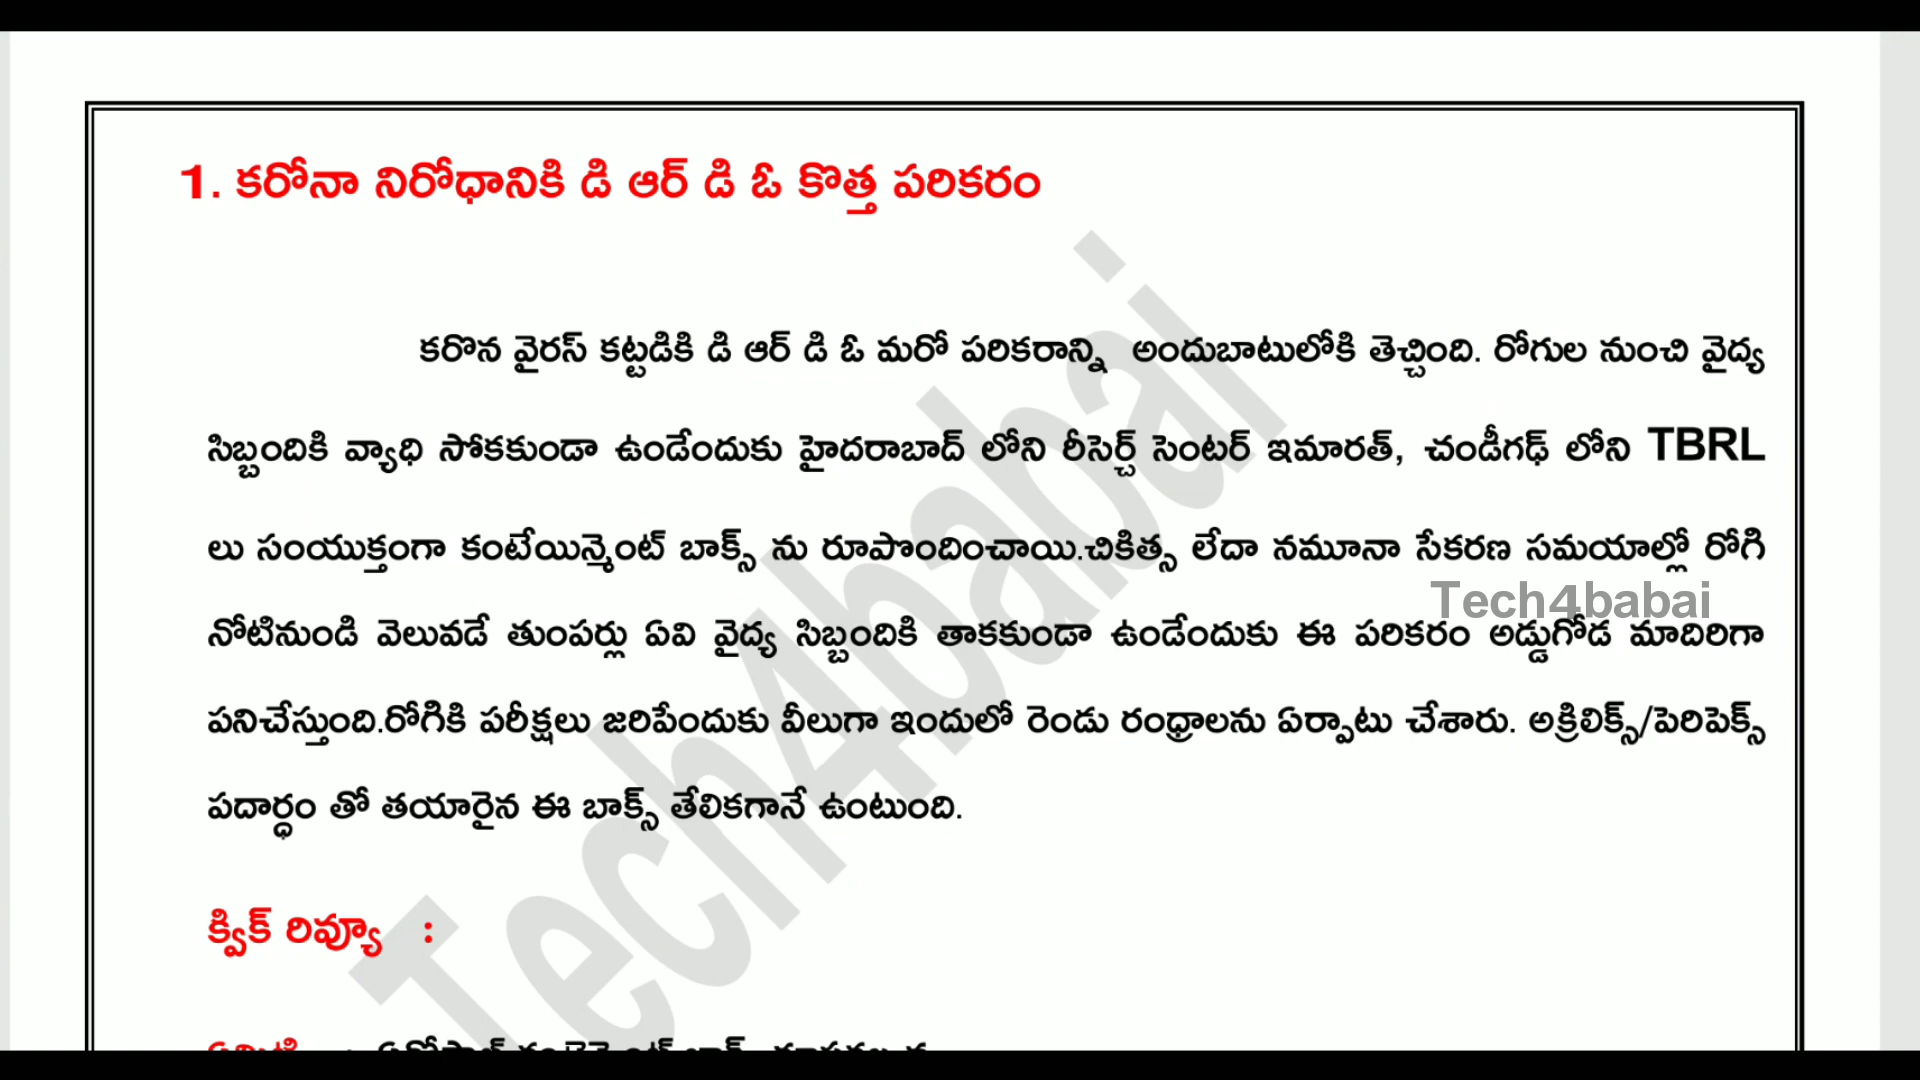 1. కరోనా నిరోధానికి డి ఆర్ డి ఓ కొత్త పరికరం
కరొన వైరస్ కట్టడికి డి ఆర్ డి ఓ మరో పరికరాన్ని అందుబాటులోకి తెచ్చింది. రోగుల నుంచి వైద్య
సిబ్బందికి వ్యాధి సోకకుండా ఉండేందుకు హైదరాబాద్ లోని రీసెర్చ్ సెంటర్ ఇమారత్, చండీగఢ్ లోని TBRL
లు సంయుక్తంగా కంటేయిన్మెంట్ బాక్స్ ను రూపొందించాయి.చికిత్స లేదా నమూనా సేకరణ సమయాల్లో రోగి
Tech4babai
నోటినుండి వెలువడే తుంపర్లు ఏవి వైద్య సిబ్బందికి తాకకుండా ఉండేందుకు ఈ పరికరం అడ్డుగోడ మాదిరిగా
పనిచేస్తుంది.రోగికి పరీక్షలు జరిపేందుకు వీలుగా ఇందులో రెండు రంధ్రాలను ఏర్పాటు చేశారు. అక్రిలిక్స్/పెరిపెక్స్
పదార్ధం తో తయారైన ఈ బాక్స్ తేలికగానే ఉంటుంది.
Tech4babai
క్విక్ రివ్యూ :